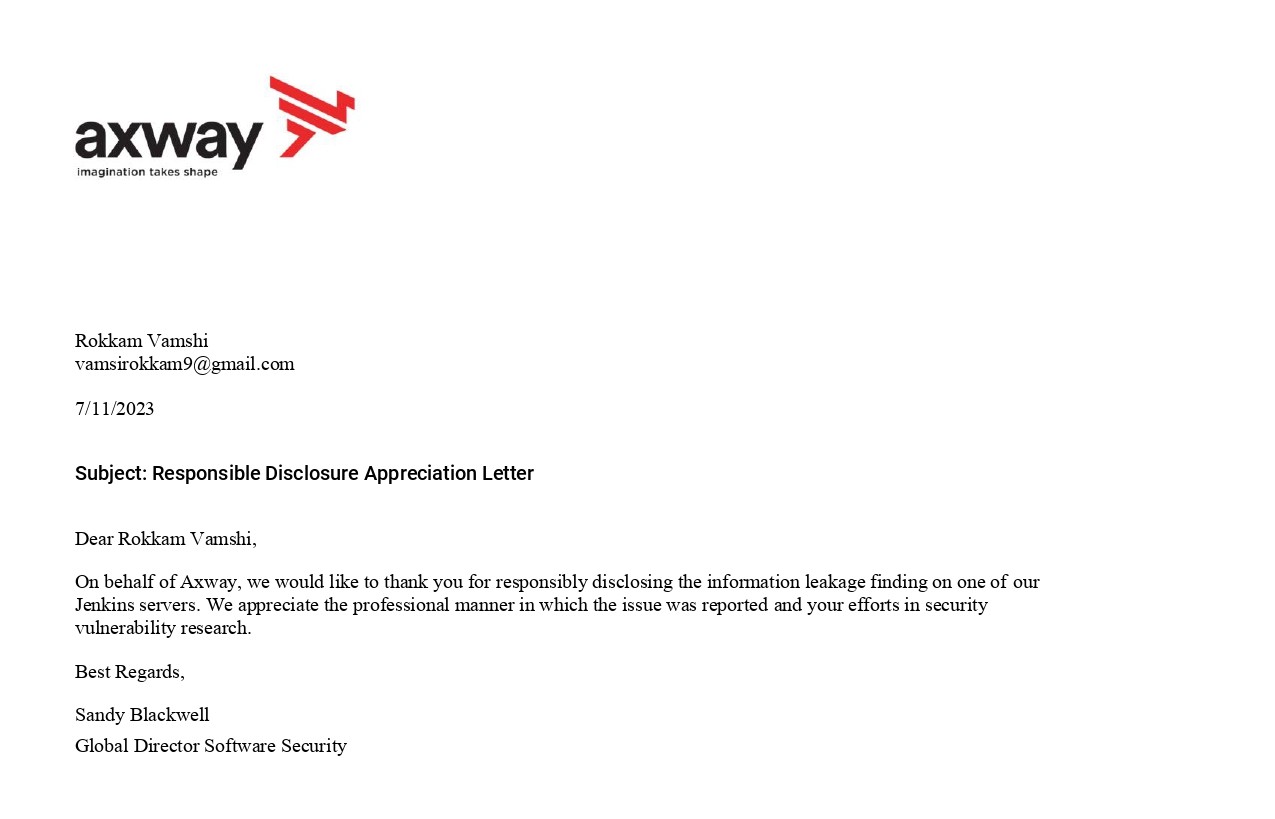 axway
imagination takes shape
Rokkam Vamshi
vamsirokkam9@gmail.com
7/11/2023
Subject: Responsible Disclosure Appreciation Letter
Dear Rokkam Vamshi,
On behalf of Axway, we would like to thank you for responsibly disclosing the information leakage finding on one of our
Jenkins servers. We appreciate the professional manner in which the issue was reported and your efforts in security
vulnerability research.
Best Regards,
Sandy Blackwell
Global Director Software Security